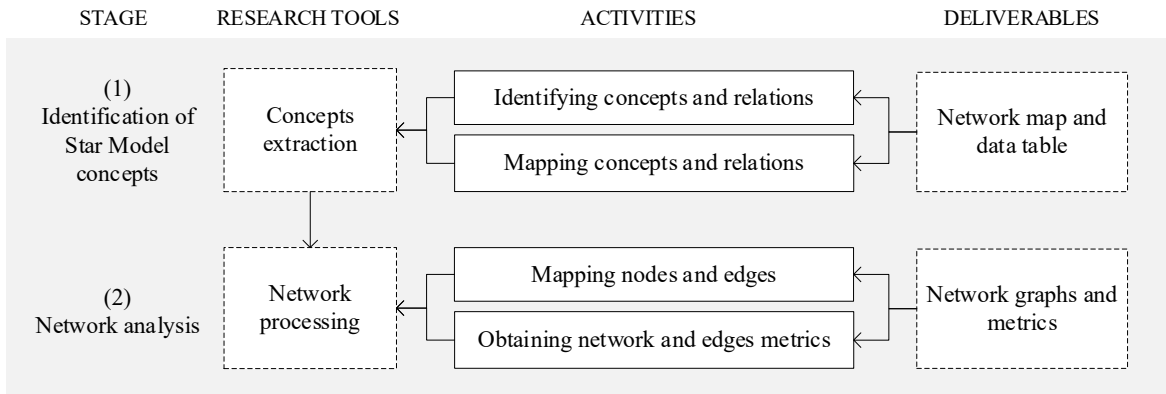 STAGE
RESEARCH TOOLS
ACTIVITIES
DELIVERABLES
(1)
Identification of
Star Model
concepts
Concepts
extraction
Identifying concepts and relations
Mapping concepts and relations
Network map and
data table
(2)
Network analysis
Network
processing
Mapping nodes and edges
Obtaining network and edges metrics
Network graphs and
metrics